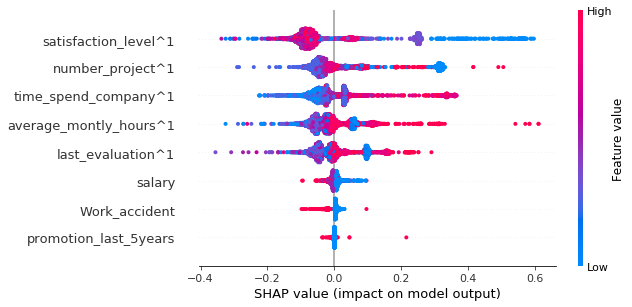 High
satisfaction_level^1
number_project^1
time_spend_company^1
average_montly_hours^1
last_evaluation^1
salary
Work_accident
promotion_last_5years
Feature value
Low
−0.4 −0.2 0.0 0.2 0.4 0.6
SHAP value (impact on model output)